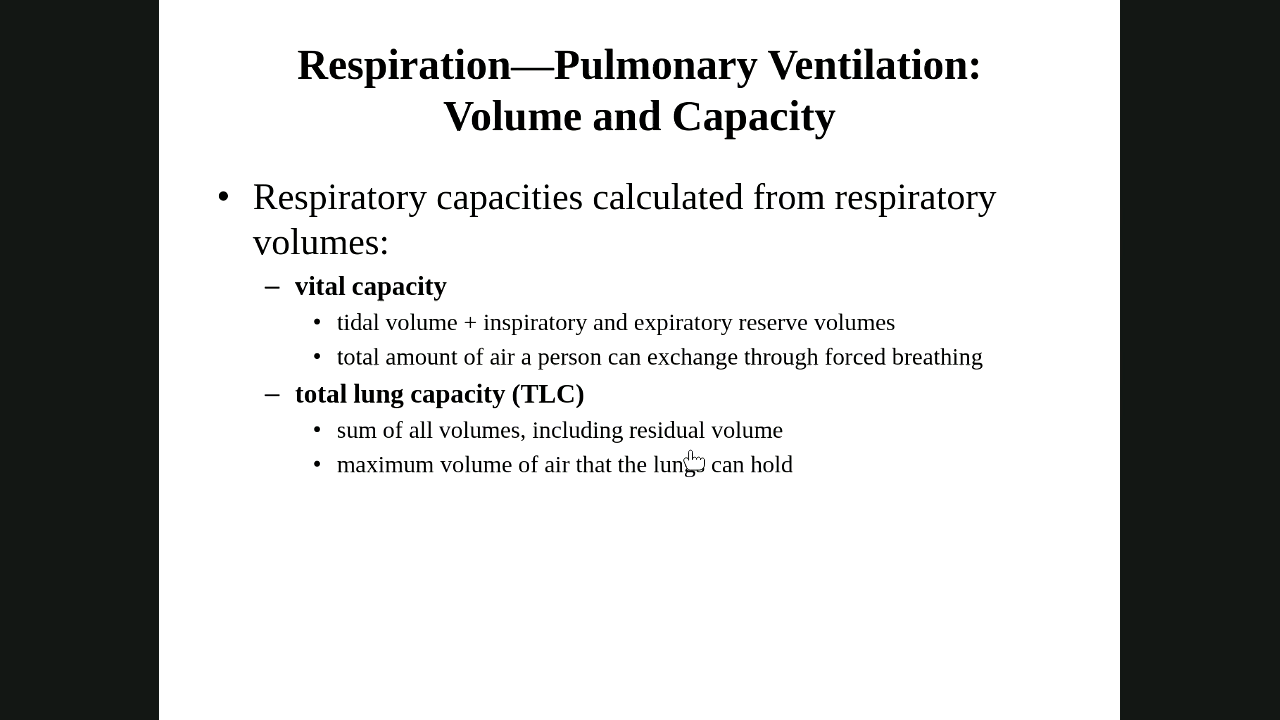 Respiration—Pulmonary Ventilation:
Volume and Capacity
• Respiratory capacities calculated from respiratory
volumes:
– vital capacity
• tidal volume + inspiratory and expiratory reserve volumes
• total amount of air a person can exchange through forced breathing
– total lung capacity (TLC)
• sum of all volumes, including residual volume
• maximum volume of air that the lungs can hold